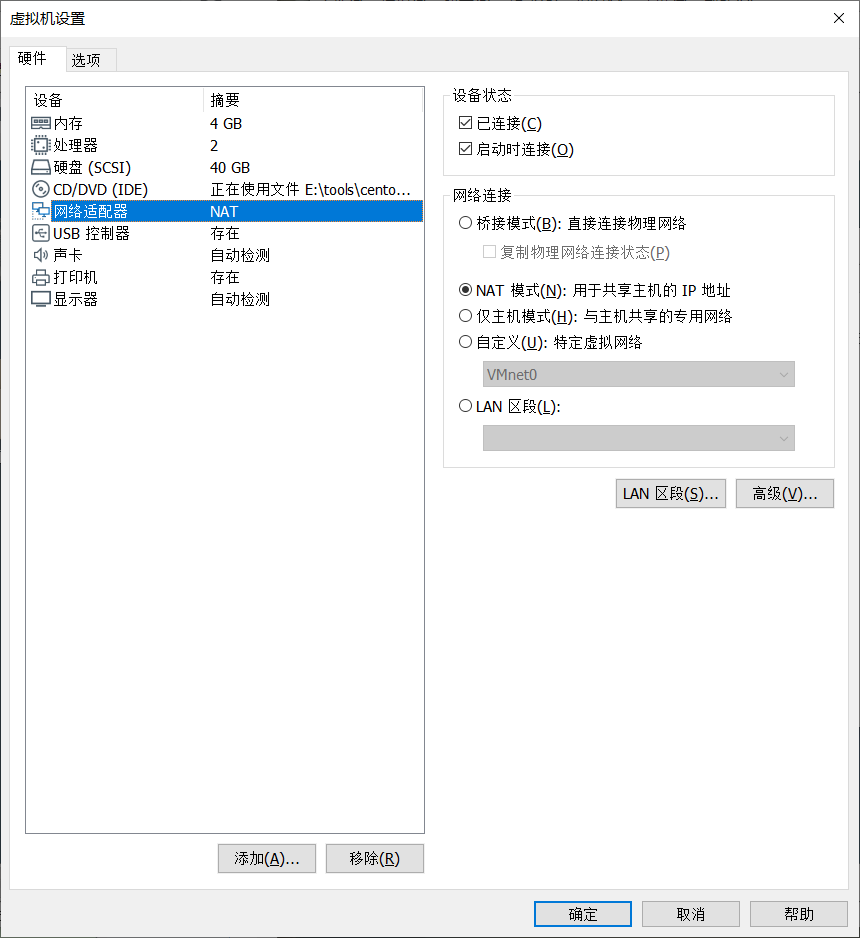 虚拟机设置
硬件 选项
设备 摘要
内存 4 GB
处理器 2
硬盘 (SCSI) 40 GB
CD/DVD (IDE) 正在使用文件 E:\tools\cento...
网络适配器 NAT
USB 控制器 存在
声卡 自动检测
打印机 存在
显示器 自动检测
添加(A)... 移除(R)
设备状态
已连接(C)
启动时连接(O)
网络连接
桥接模式(B): 直接连接物理网络
复制物理网络连接状态(P)
NAT 模式(N): 用于共享主机的 IP 地址
仅主机模式(H): 与主机共享的专用网络
自定义(U): 特定虚拟网络
VMnet0
LAN 区段(L):
LAN 区段(S)... 高级(V)...
确定 取消 帮助